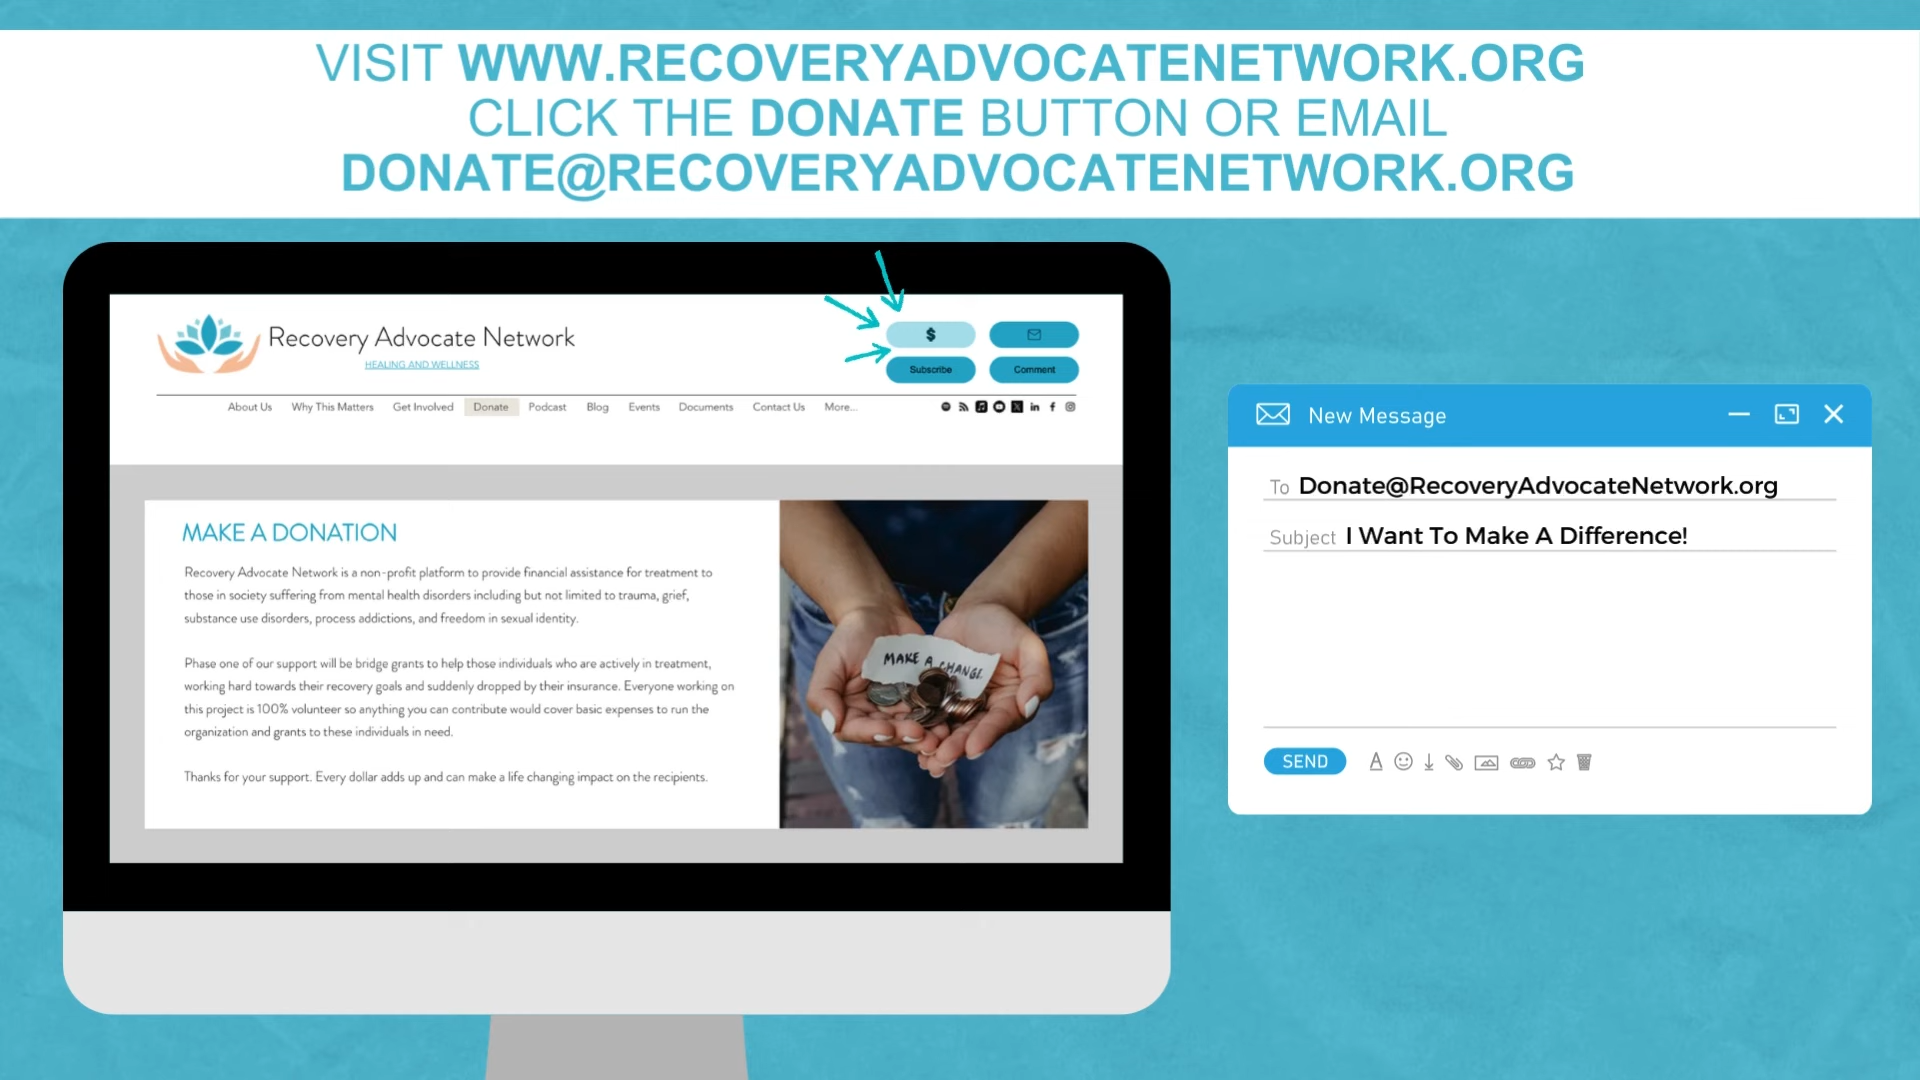 VISIT WWW.RECOVERYADVOCATENETWORK.ORG
CLICK THE DONATE BUTTON OR EMAIL
DONATE@RECOVERYADVOCATENETWORK.ORG
Recovery Advocate Network
HEALING AND WELLNESS
$
Subscribe
Comment
About Us
Why This Matters
Get Involved
Donate
Podcast
Blog
Events
Documents
Contact Us
More...
MAKE A DONATION
Recovery Advocate Network is a non-profit platform to provide financial assistance for treatment to
those in society suffering from mental health disorders including but not limited to trauma, grief,
substance use disorders, process addictions, and freedom in sexual identity.
Phase one of our support will be bridge grants to help those individuals who are actively in treatment,
working hard towards their recovery goals and suddenly dropped by their insurance. Everyone working on
this project is 100% volunteer so anything you can contribute would cover basic expenses to run the
organization and grants to these individuals in need.
Thanks for your support. Every dollar adds up and can make a life changing impact on the recipients.
MAKE A CHANGE.
New Message
To Donate@RecoveryAdvocateNetwork.org
Subject I Want To Make A Difference!
SEND